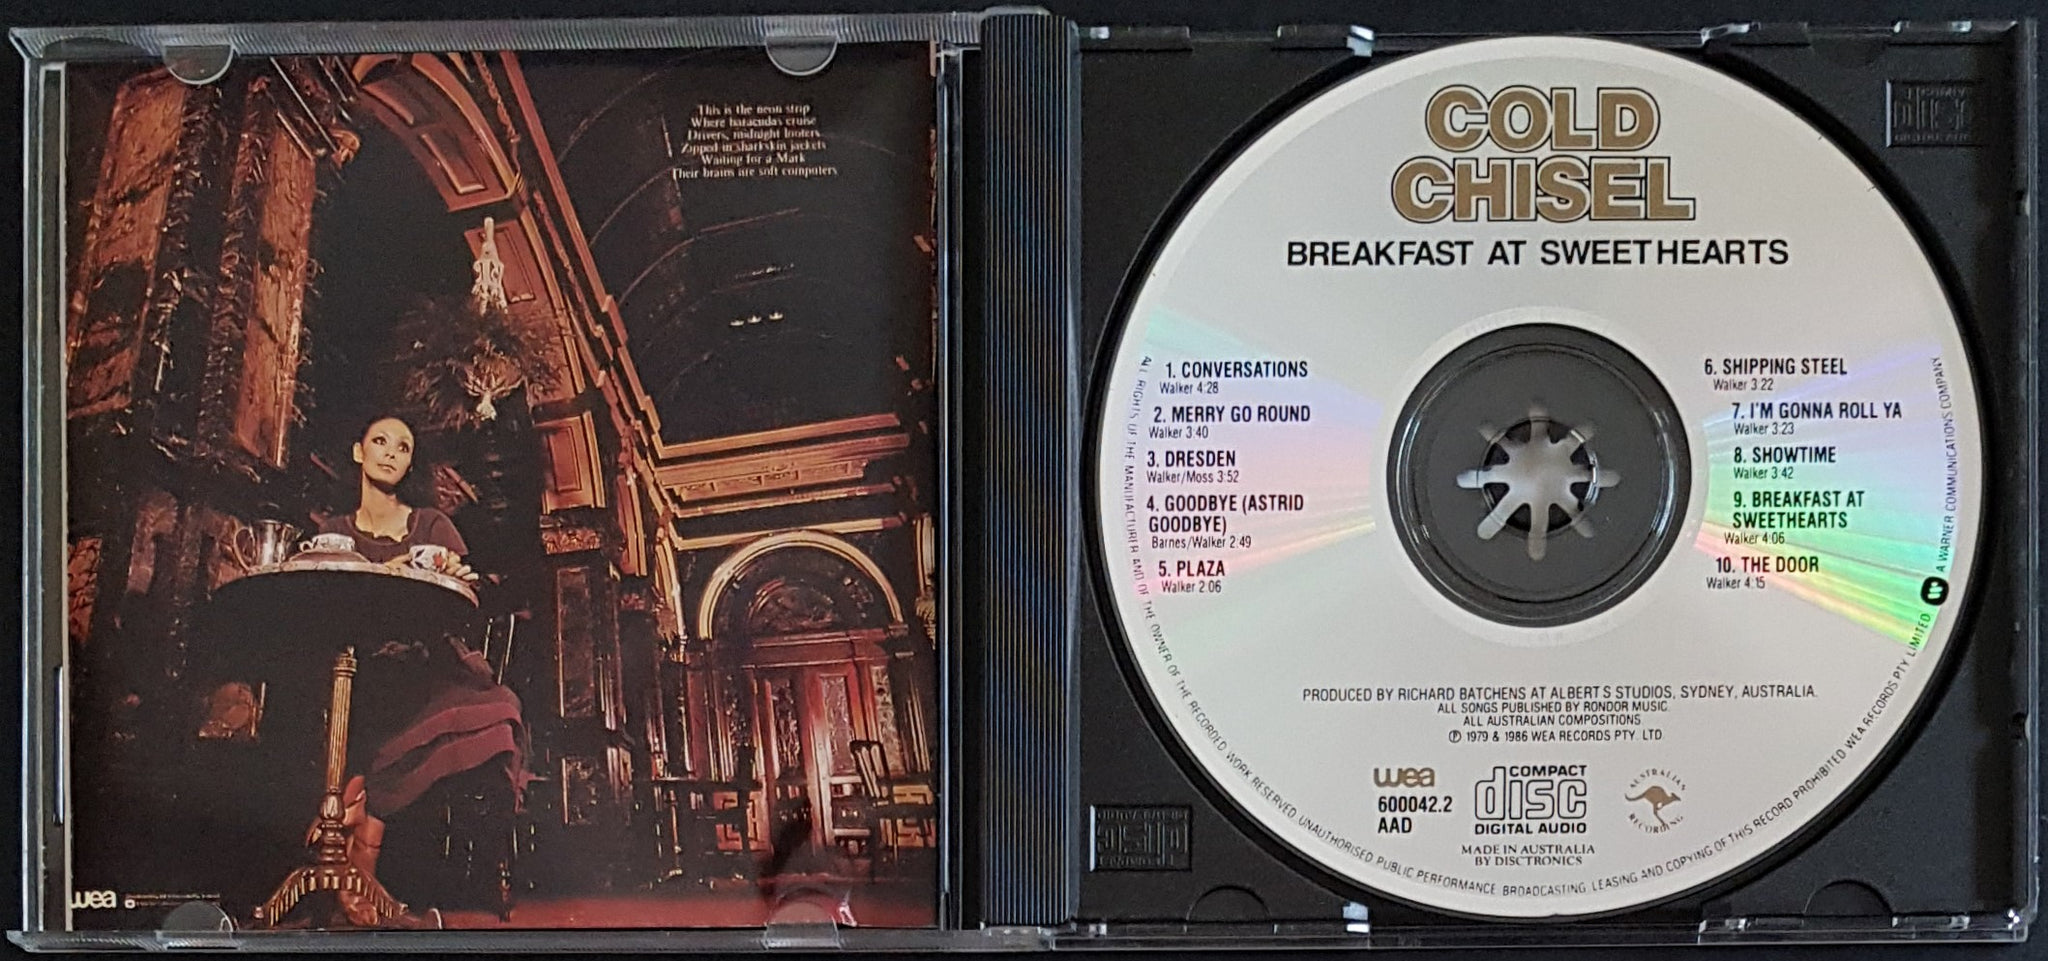 This is the neon strip
Where baracudas cruise
Drivers, midnight looters
Zipped in sharkskin jackets
Waiting for a Mark
Their brains are soft computers
wea
COLD
CHISEL
BREAKFAST AT SWEETHEARTS
1. CONVERSATIONS
Walker 4:28
2. MERRY GO ROUND
Walker 3:40
3. DRESDEN
Walker/Moss 3:52
4. GOODBYE (ASTRID
GOODBYE)
Barnes/Walker 2:49
5. PLAZA
Walker 2:06
6. SHIPPING STEEL
Walker 3:22
7. I'M GONNA ROLL YA
Walker 3:23
8. SHOWTIME
Walker 3:42
9. BREAKFAST AT
SWEETHEARTS
Walker 4:06
10. THE DOOR
Walker 4:15
PRODUCED BY RICHARD BATCHENS AT ALBERTS STUDIOS, SYDNEY, AUSTRALIA.
ALL SONGS PUBLISHED BY RONDOR MUSIC.
ALL AUSTRALIAN COMPOSITIONS
℗ 1979 & 1986 WEA RECORDS PTY. LTD.
wea
600042.2
AAD
COMPACT
disc
DIGITAL AUDIO
AUSTRALIAN
RECORDING
MADE IN AUSTRALIA
BY DISCTRONICS
ALL RIGHTS OF THE MANUFACTURER AND OF THE OWNER OF THE RECORDED WORK RESERVED. UNAUTHORISED PUBLIC PERFORMANCE BROADCASTING, LEASING AND COPYING OF THIS RECORD PROHIBITED WEA RECORDS PTY LIMITED A WARNER COMMUNICATIONS COMPANY